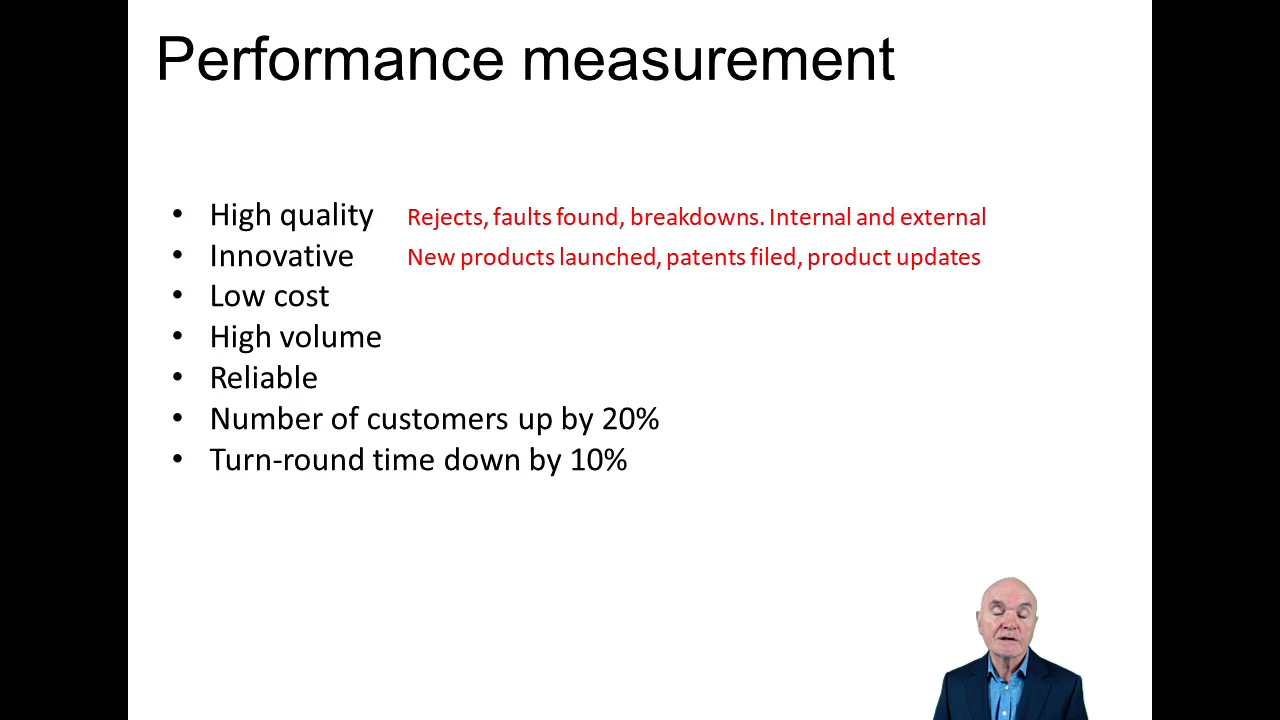 Performance measurement
• High quality Rejects, faults found, breakdowns. Internal and external
• Innovative New products launched, patents filed, product updates
• Low cost
• High volume
• Reliable
• Number of customers up by 20%
• Turn-round time down by 10%